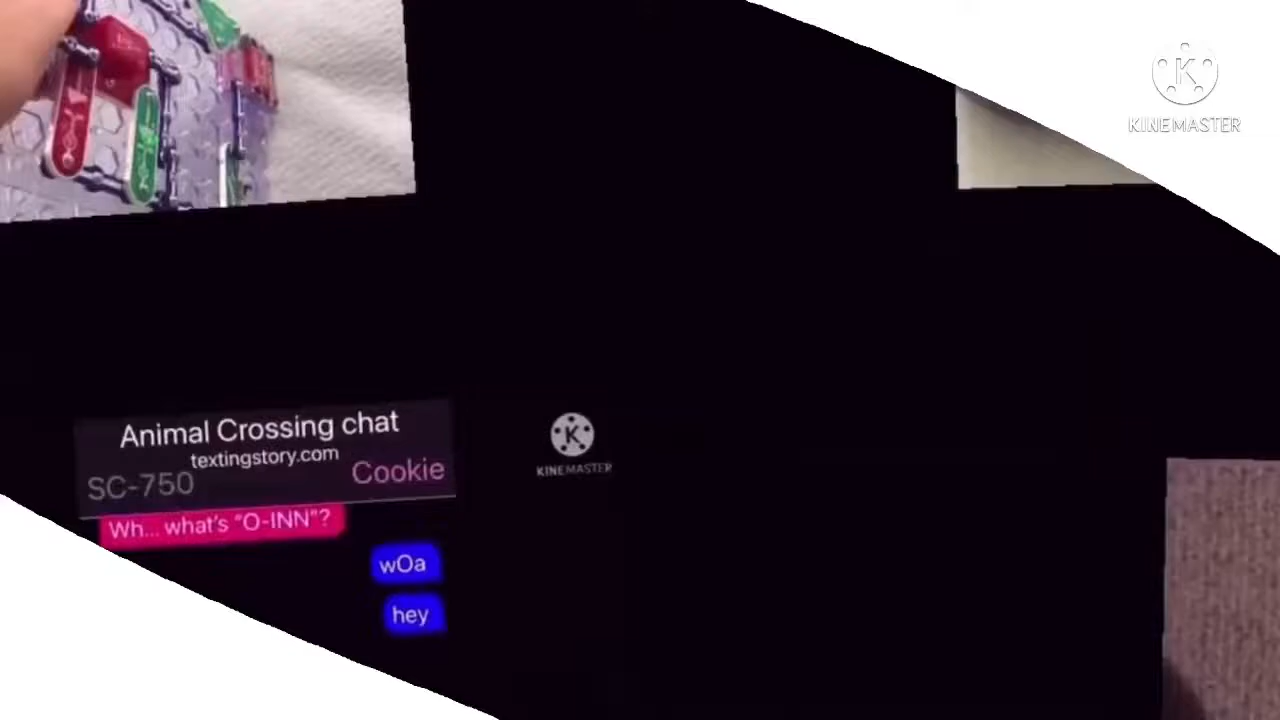 KINEMASTER
Animal Crossing chat
textingstory.com
SC-750
Cookie
KINEMASTER
Wh... what's "O-INN"?
wOa
hey